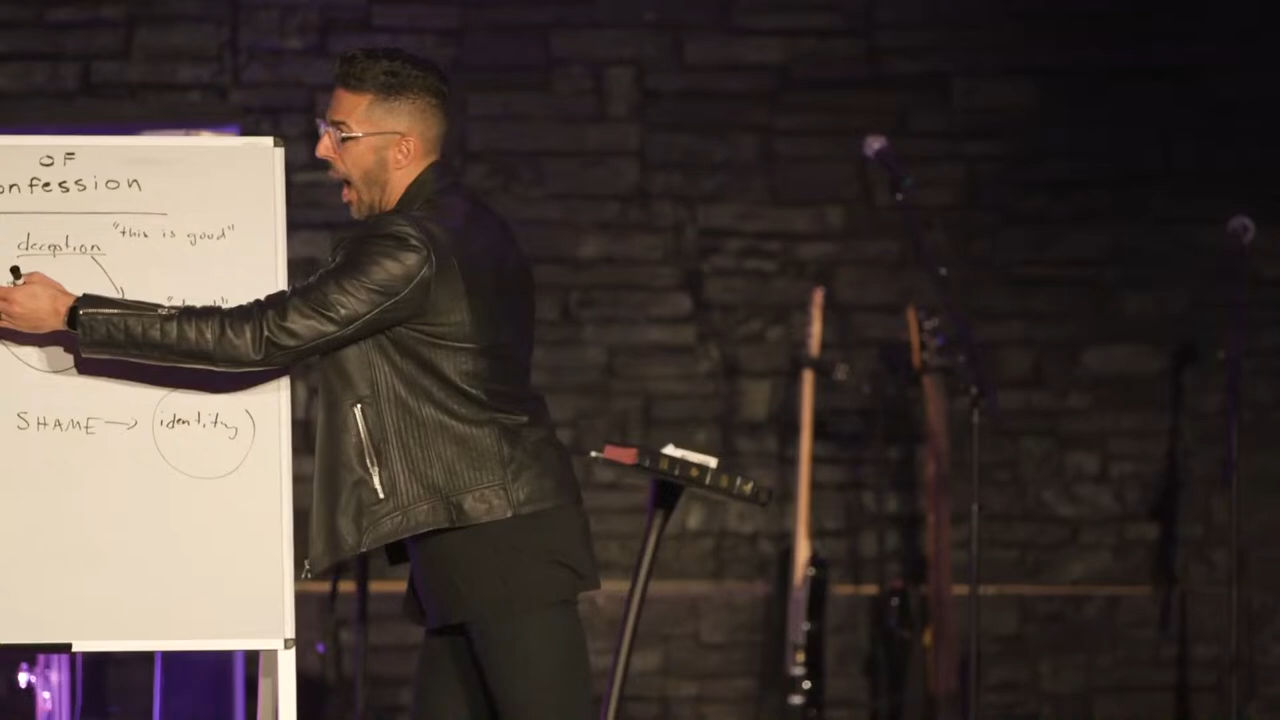 OF
onfession
"this is good"
deception
SHAME → identity